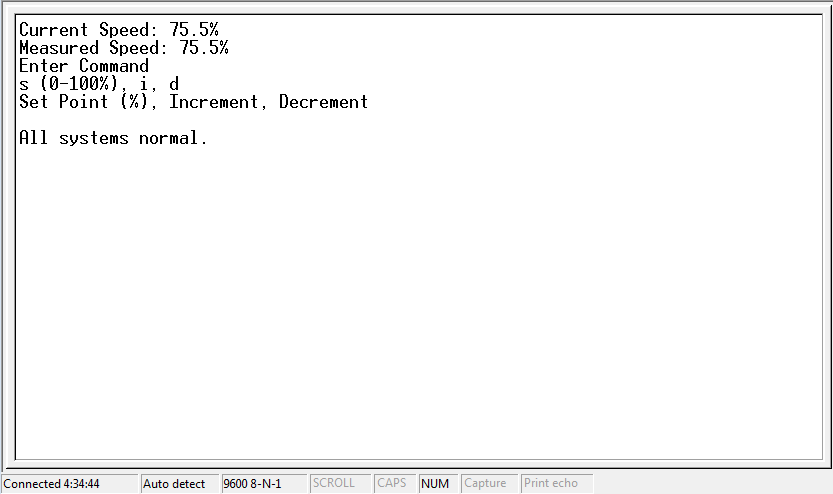 Current Speed: 75.5%
Measured Speed: 75.5%
Enter Command
s (0-100%), i, d
Set Point (%), Increment, Decrement
All systems normal.
Connected 4:34:44 Auto detect 9600 8-N-1 SCROLL CAPS NUM Capture Print echo